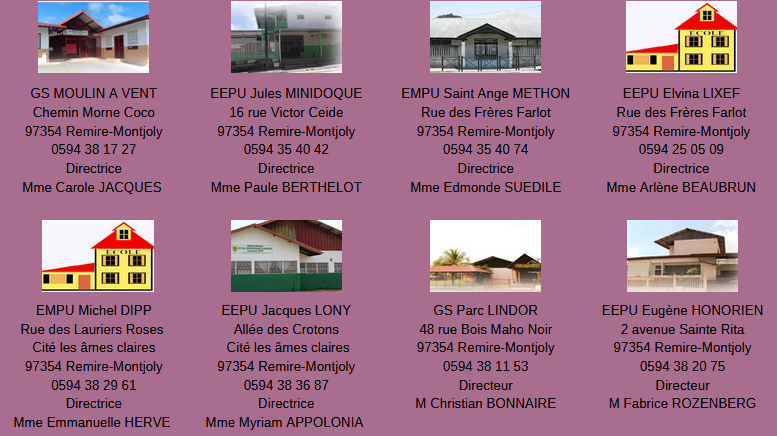 ECOLE
GS MOULIN A VENT
Chemin Morne Coco
97354 Remire-Montjoly
0594 38 17 27
Directrice
Mme Carole JACQUES
EEPU Jules MINIDOQUE
16 rue Victor Ceide
97354 Remire-Montjoly
0594 35 40 42
Directrice
Mme Paule BERTHELOT
EMPU Saint Ange METHON
Rue des Frères Farlot
97354 Remire-Montjoly
0594 35 40 74
Directrice
Mme Edmonde SUEDILE
EEPU Elvina LIXEF
Rue des Frères Farlot
97354 Remire-Montjoly
0594 25 05 09
Directrice
Mme Arlène BEAUBRUN
ECOLE
EMPU Michel DIPP
Rue des Lauriers Roses
Cité les âmes claires
97354 Remire-Montjoly
0594 38 29 61
Directrice
Mme Emmanuelle HERVE
EEPU Jacques LONY
Allée des Crotons
Cité les âmes claires
97354 Remire-Montjoly
0594 38 36 87
Directrice
Mme Myriam APPOLONIA
GS Parc LINDOR
48 rue Bois Maho Noir
97354 Remire-Montjoly
0594 38 11 53
Directeur
M Christian BONNAIRE
EEPU Eugène HONORIEN
2 avenue Sainte Rita
97354 Remire-Montjoly
0594 38 20 75
Directeur
M Fabrice ROZENBERG